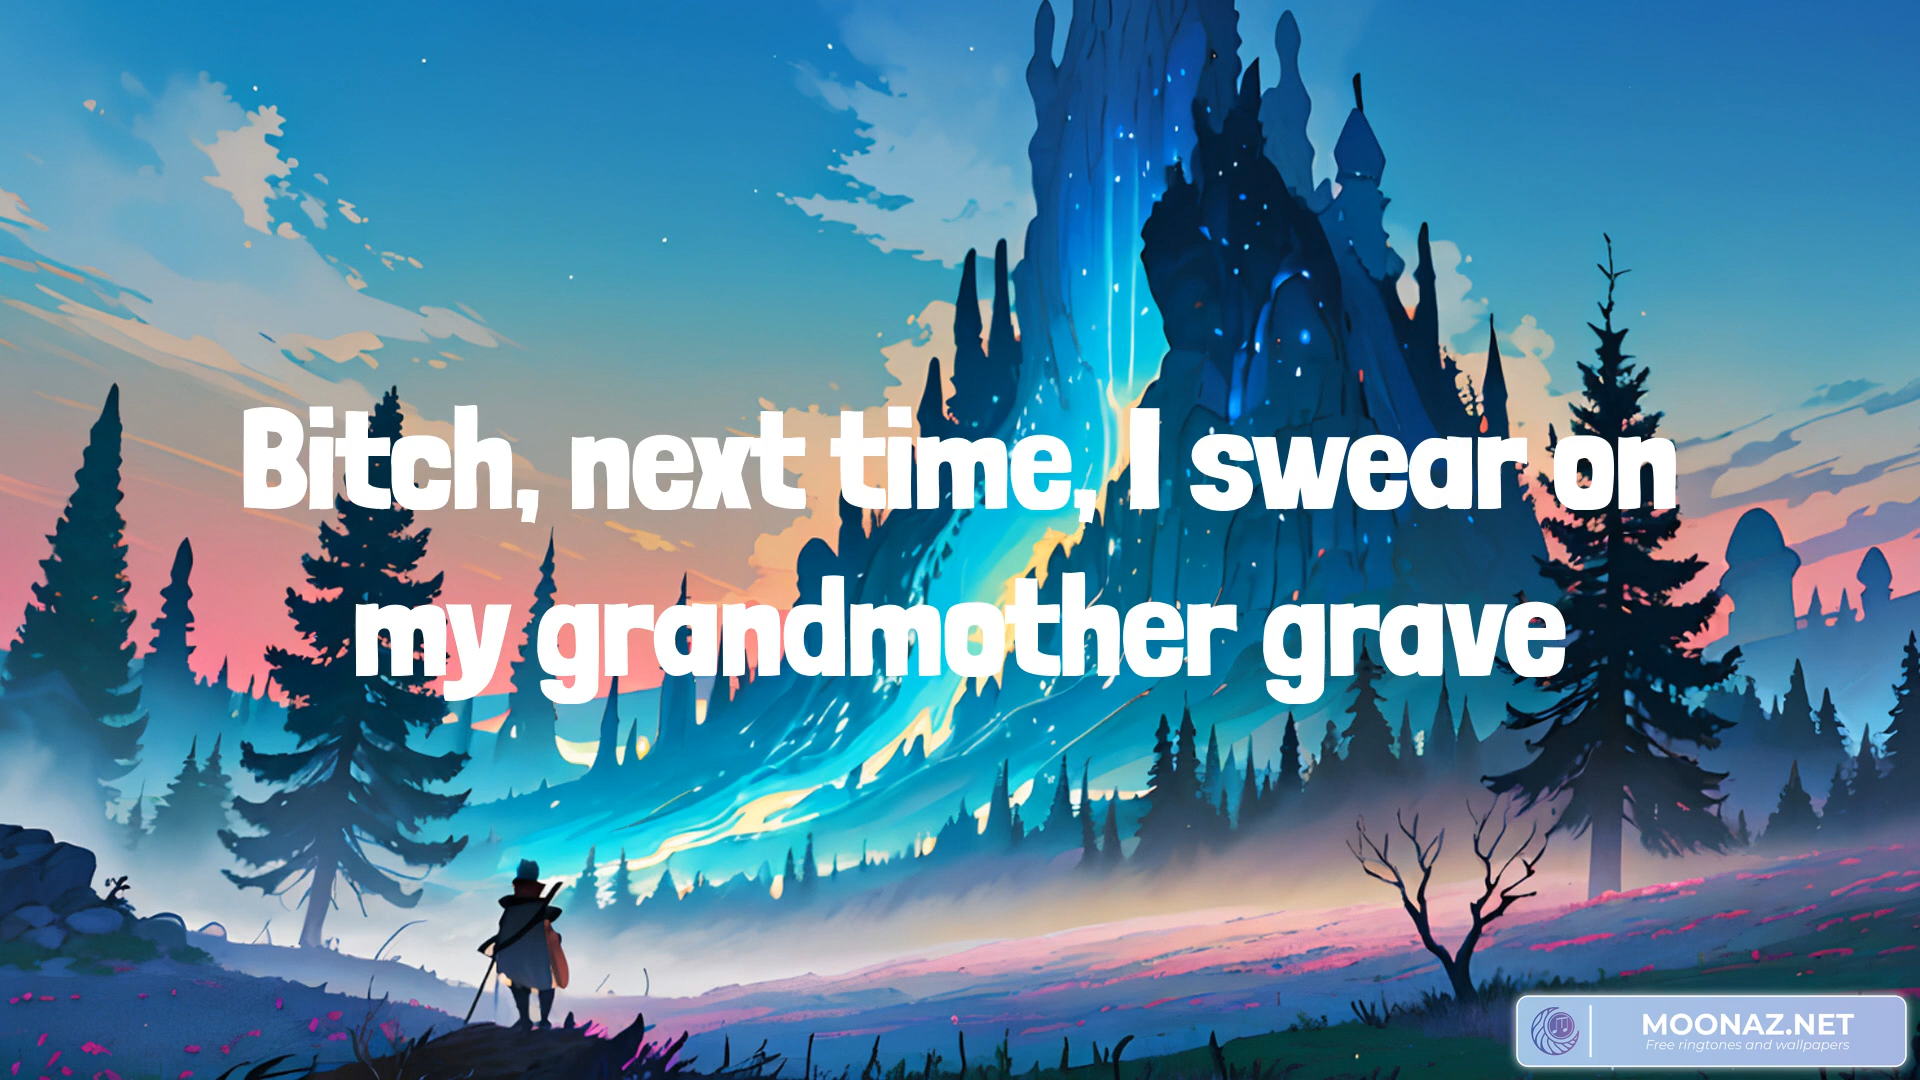 Bitch, next time, I swear on
my grandmother grave
MOONAZ.NET
Free ringtones and wallpapers